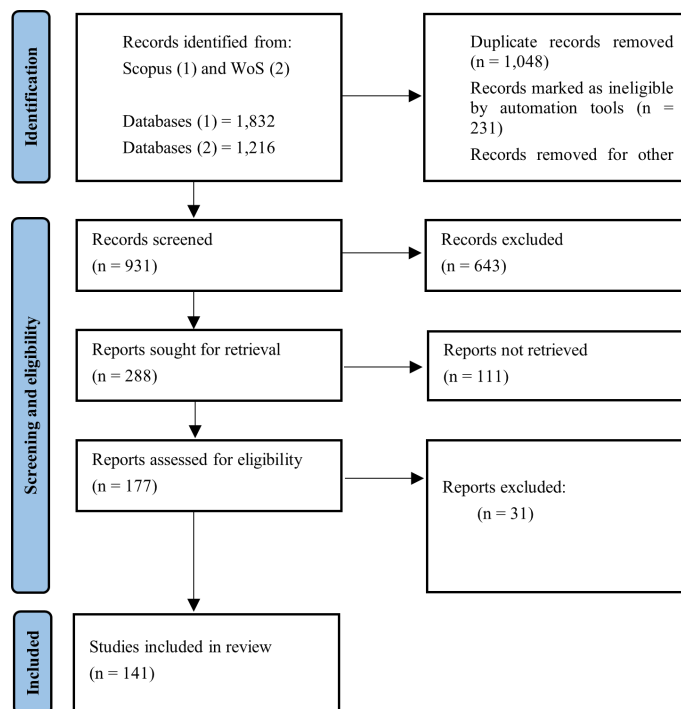 Identification
Records identified from:
Scopus (1) and WoS (2)
Databases (1) = 1,832
Databases (2) = 1,216
Duplicate records removed
(n = 1,048)
Records marked as ineligible
by automation tools (n =
231)
Records removed for other
Screening and eligibility
Records screened
(n = 931)
Records excluded
(n = 643)
Reports sought for retrieval
(n = 288)
Reports not retrieved
(n = 111)
Reports assessed for eligibility
(n = 177)
Reports excluded:
(n = 31)
Included
Studies included in review
(n = 141)